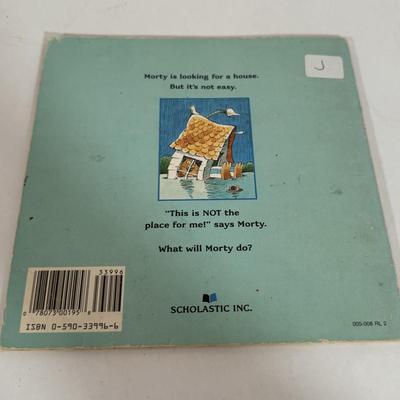 J
Morty is looking for a house.
But it's not easy.
"This is NOT the
place for me!" says Morty.
What will Morty do?
33996
0 78073 00195 8
ISBN 0-590-33996-6
SCHOLASTIC INC.
005-008 RL 2